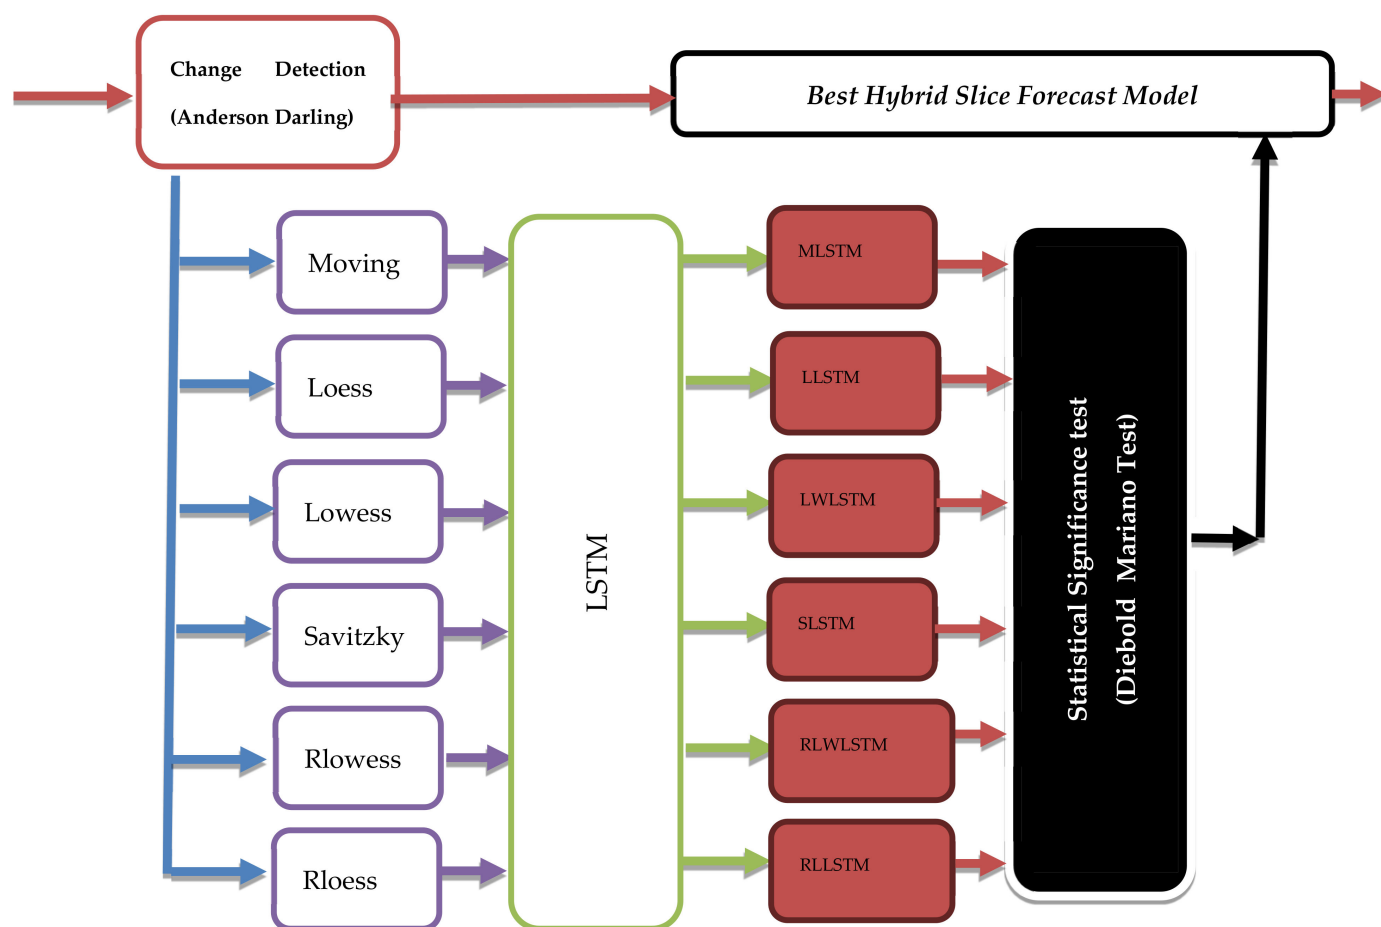 Change Detection
(Anderson Darling)
Best Hybrid Slice Forecast Model
Moving
Loess
Lowess
Savitzky
Rlowess
Rloess
LSTM
MLSTM
LLSTM
LWLSTM
SLSTM
RLWLSTM
RLLSTM
Statistical Significance test
(Diebold Mariano Test)